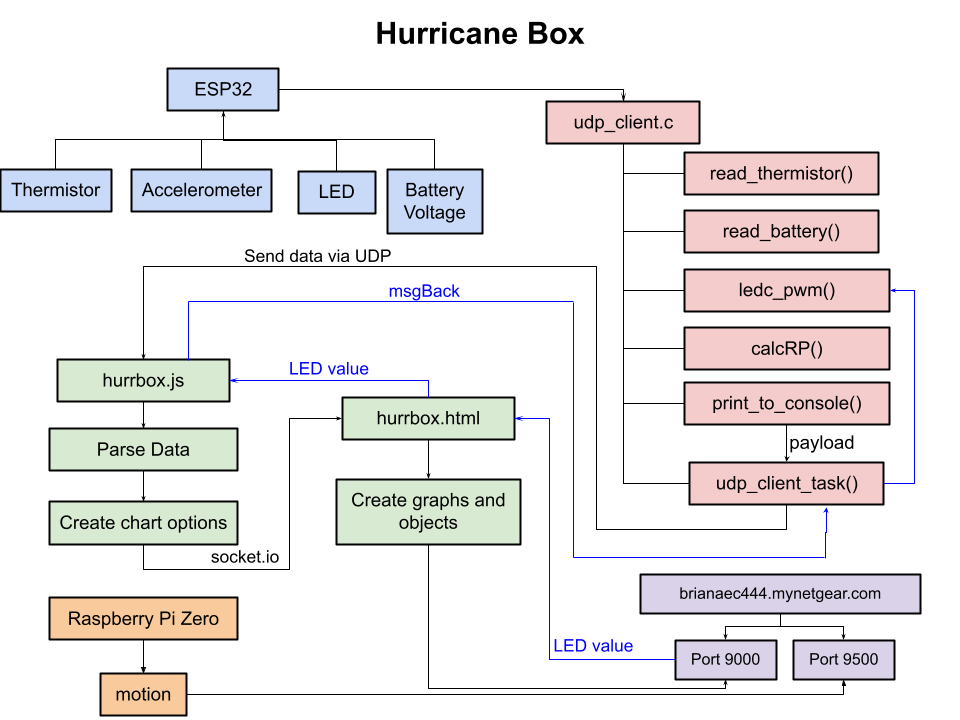 Hurricane Box
ESP32
udp_client.c
Thermistor
Accelerometer
LED
Battery
Voltage
read_thermistor()
read_battery()
ledc_pwm()
calcRP()
print_to_console()
payload
udp_client_task()
Send data via UDP
msgBack
LED value
hurrbox.js
hurrbox.html
Parse Data
Create graphs and
objects
Create chart options
socket.io
Raspberry Pi Zero
motion
brianaec444.mynetgear.com
LED value
Port 9000
Port 9500